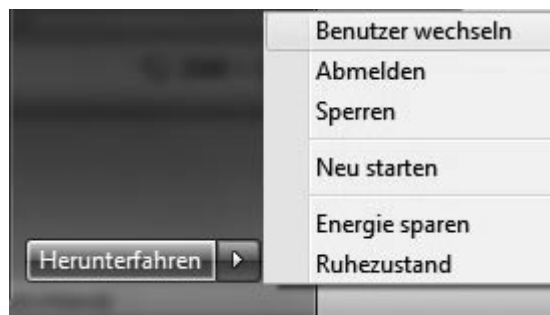 Benutzer wechseln
Abmelden
Sperren
Neu starten
Energie sparen
Herunterfahren
Ruhezustand